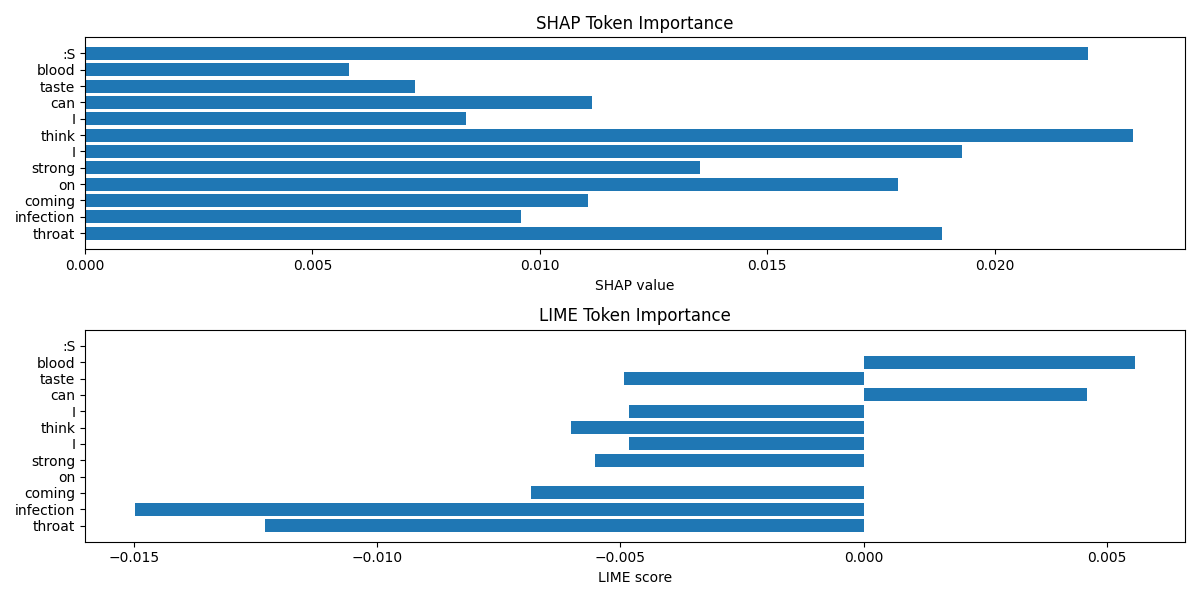 SHAP Token Importance
:S
blood
taste
can
I
think
I
strong
on
coming
infection
throat
0.000 0.005 0.010 0.015 0.020
SHAP value
LIME Token Importance
:S
blood
taste
can
I
think
I
strong
on
coming
infection
throat
−0.015 −0.010 −0.005 0.000 0.005
LIME score